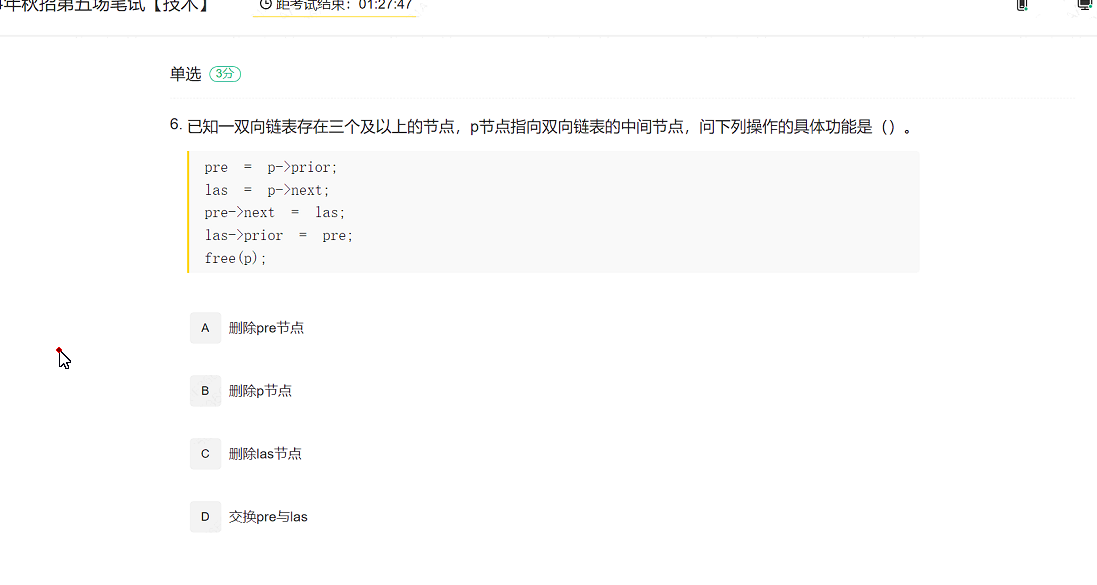 年秋招第五场笔试【技术】 距考试结束：01:27:47
单选 3分
6. 已知一双向链表存在三个及以上的节点，p节点指向双向链表的中间节点，问下列操作的具体功能是（）。
pre = p->prior;
las = p->next;
pre->next = las;
las->prior = pre;
free(p);
A 删除pre节点
B 删除p节点
C 删除las节点
D 交换pre与las